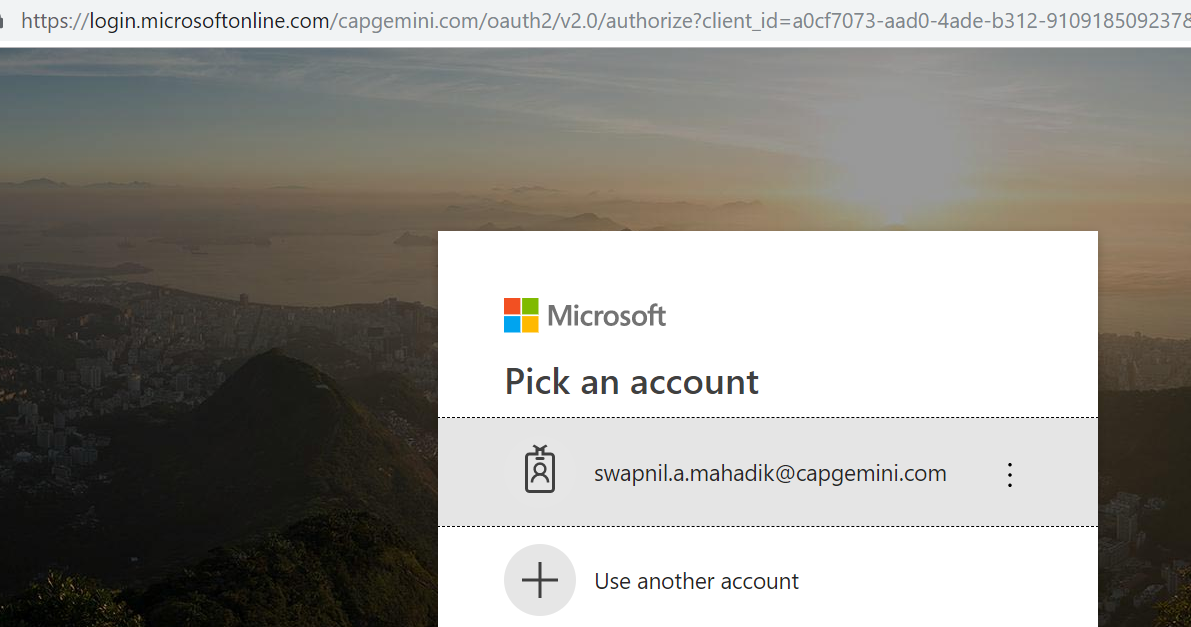 https://login.microsoftonline.com/capgemini.com/oauth2/v2.0/authorize?client_id=a0cf7073-aad0-4ade-b312-9109185092378
Microsoft
Pick an account
swapnil.a.mahadik@capgemini.com
Use another account